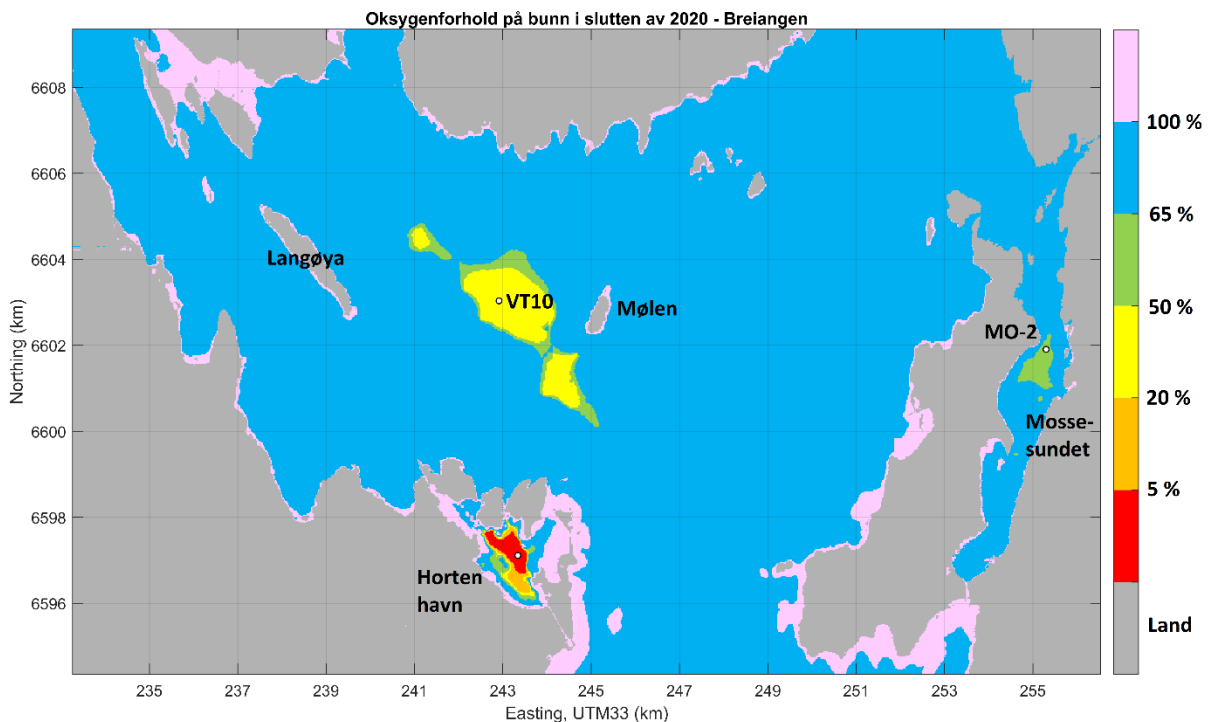 Oksygenforhold på bunn i slutten av 2020 - Breiangen
6608
6606
6604
6602
6600
6598
6596
Northing (km)
Langøya
VT10
Mølen
MO-2
Mosse-
sundet
Horten
havn
235
237
239
241
243
245
247
249
251
253
255
Easting, UTM33 (km)
100 %
65 %
50 %
20 %
5 %
Land